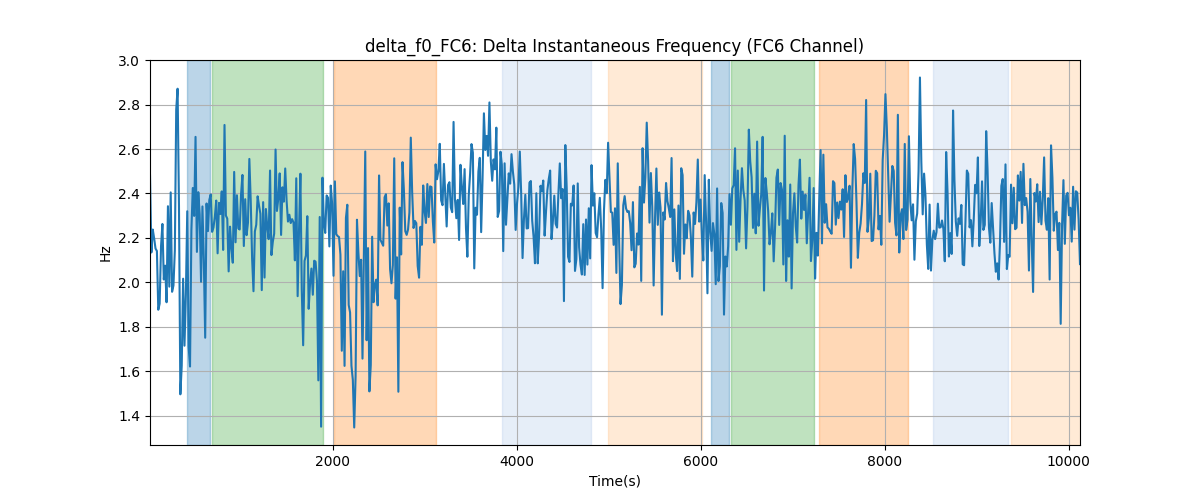 delta_f0_FC6: Delta Instantaneous Frequency (FC6 Channel)
3.0
2.8
2.6
2.4
2.2
2.0
1.8
1.6
1.4
Hz
2000 4000 6000 8000 10000
Time(s)